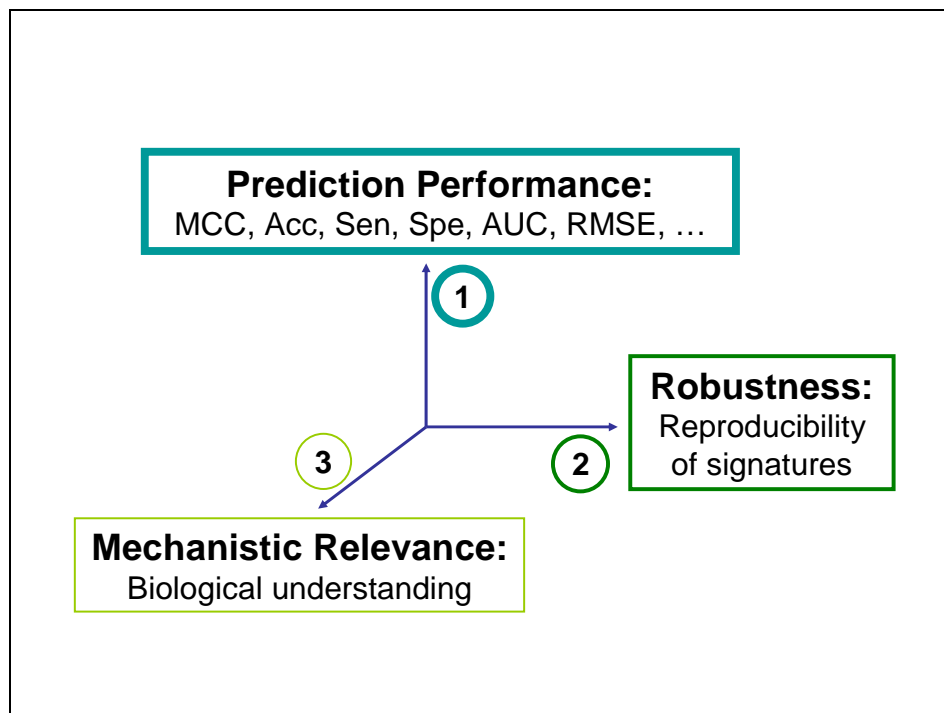 Prediction Performance:
MCC, Acc, Sen, Spe, AUC, RMSE, …
1
Robustness:
Reproducibility
of signatures
2
3
Mechanistic Relevance:
Biological understanding